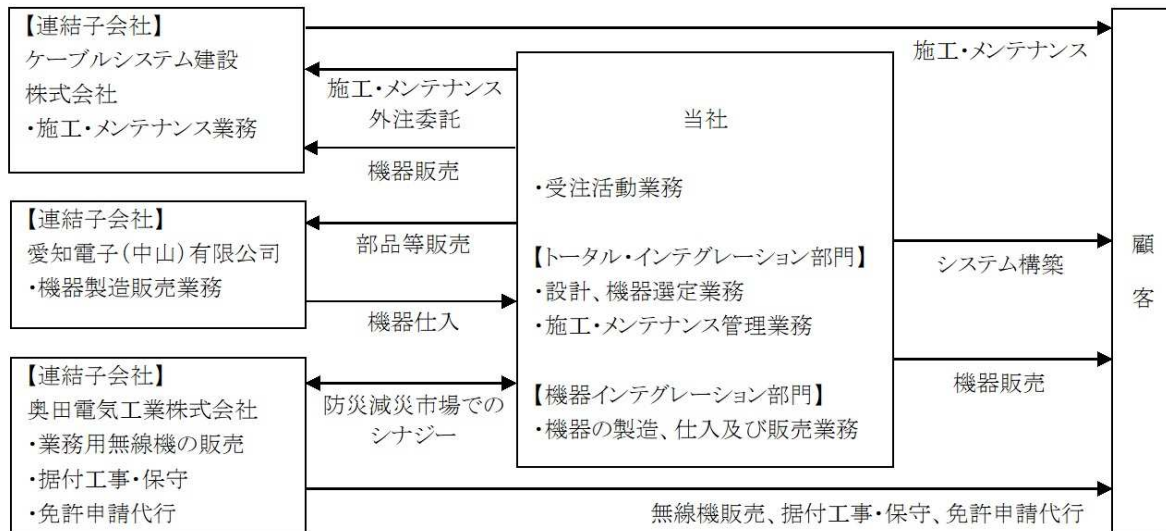 【連結子会社】
ケーブルシステム建設
株式会社
・施工・メンテナンス業務
施工・メンテナンス
施工・メンテナンス
外注委託
機器販売
【連結子会社】
愛知電子(中山)有限公司
・機器製造販売業務
部品等販売
機器仕入
【連結子会社】
奥田電気工業株式会社
・業務用無線機の販売
・据付工事・保守
・免許申請代行
防災減災市場での
シナジー
当社
・受注活動業務
【トータル・インテグレーション部門】
・設計、機器選定業務
・施工・メンテナンス管理業務
【機器インテグレーション部門】
・機器の製造、仕入及び販売業務
システム構築
機器販売
無線機販売、据付工事・保守、免許申請代行
顧
客